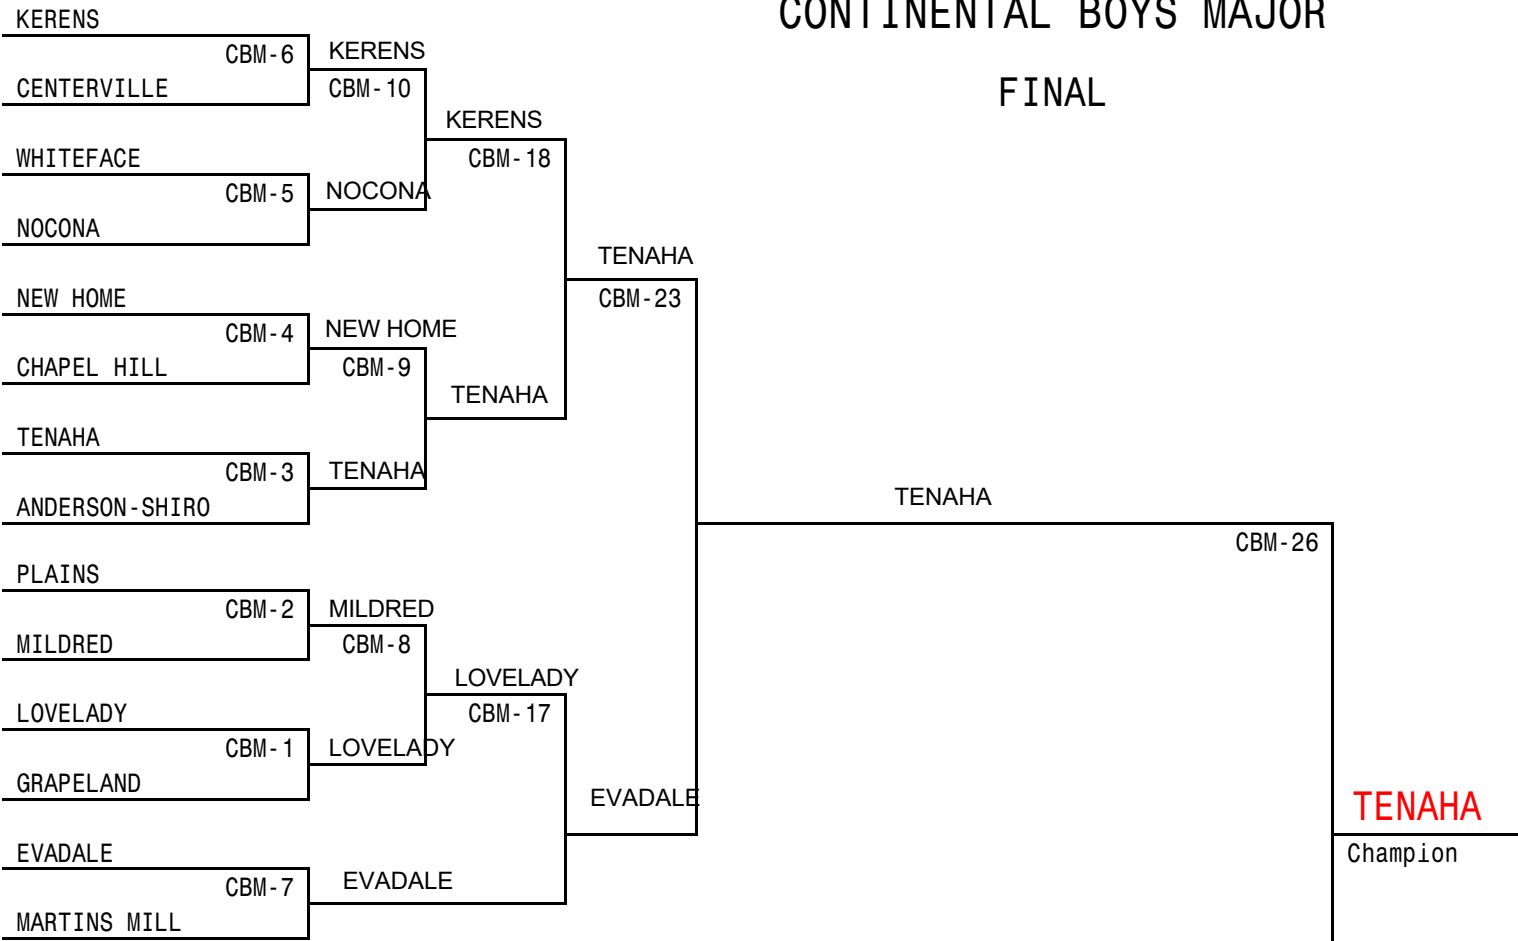 CONTINENTAL BOYS MAJOR
FINAL
KERENS
CBM-6
KERENS
CENTERVILLE
CBM-10
KERENS
WHITEFACE
CBM-18
CBM-5
NOCONA
NOCONA
TENAHA
NEW HOME
CBM-23
CBM-4
NEW HOME
CHAPEL HILL
CBM-9
TENAHA
TENAHA
CBM-3
TENAHA
ANDERSON-SHIRO
TENAHA
CBM-26
PLAINS
CBM-2
MILDRED
MILDRED
CBM-8
LOVELADY
LOVELADY
CBM-17
CBM-1
LOVELADY
GRAPELAND
EVADALE
TENAHA
Champion
EVADALE
CBM-7
EVADALE
MARTINS MILL